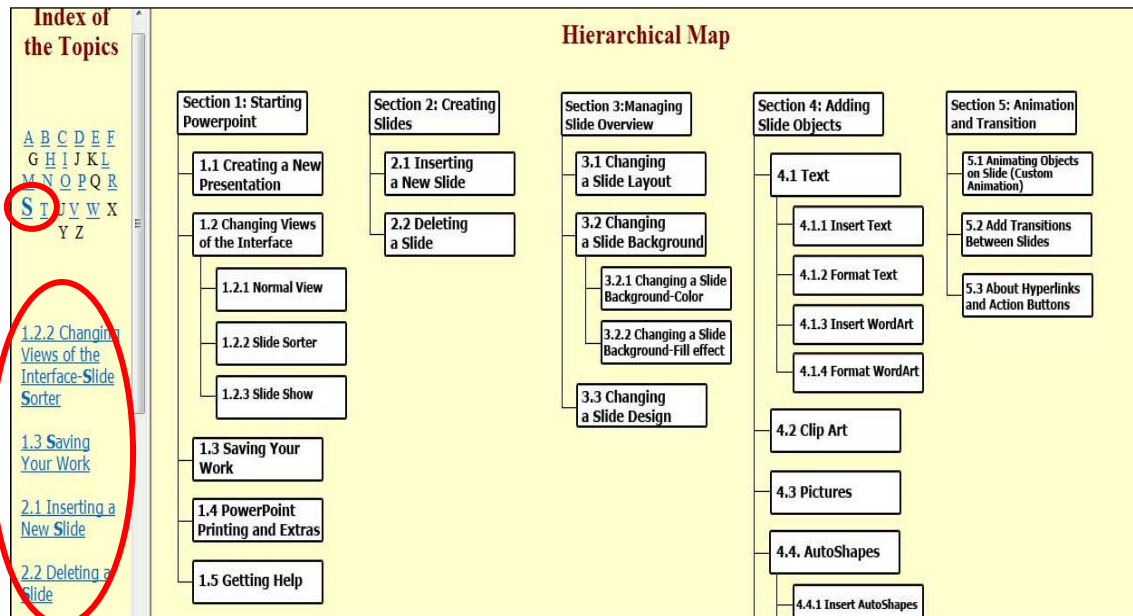 Index of
the Topics
A B C D E F
G H I J K L
M N O P Q R
S T U V W X
Y Z
1.2.2 Changing
Views of the
Interface-Slide
Sorter
1.3 Saving
Your Work
2.1 Inserting a
New Slide
2.2 Deleting a
Slide
Hierarchical Map
Section 1: Starting
Powerpoint
1.1 Creating a New
Presentation
1.2 Changing Views
of the Interface
1.2.1 Normal View
1.2.2 Slide Sorter
1.2.3 Slide Show
1.3 Saving Your
Work
1.4 PowerPoint
Printing and Extras
1.5 Getting Help
Section 2: Creating
Slides
2.1 Inserting
a New Slide
2.2 Deleting
a Slide
Section 3:Managing
Slide Overview
3.1 Changing
a Slide Layout
3.2 Changing
a Slide Background
3.2.1 Changing a Slide
Background-Color
3.2.2 Changing a Slide
Background-Fill effect
3.3 Changing
a Slide Design
Section 4: Adding
Slide Objects
4.1 Text
4.1.1 Insert Text
4.1.2 Format Text
4.1.3 Insert WordArt
4.1.4 Format WordArt
4.2 Clip Art
4.3 Pictures
4.4. AutoShapes
4.4.1 Insert AutoShapes
Section 5: Animation
and Transition
5.1 Animating Objects
on Slide (Custom
Animation)
5.2 Add Transitions
Between Slides
5.3 About Hyperlinks
and Action Buttons